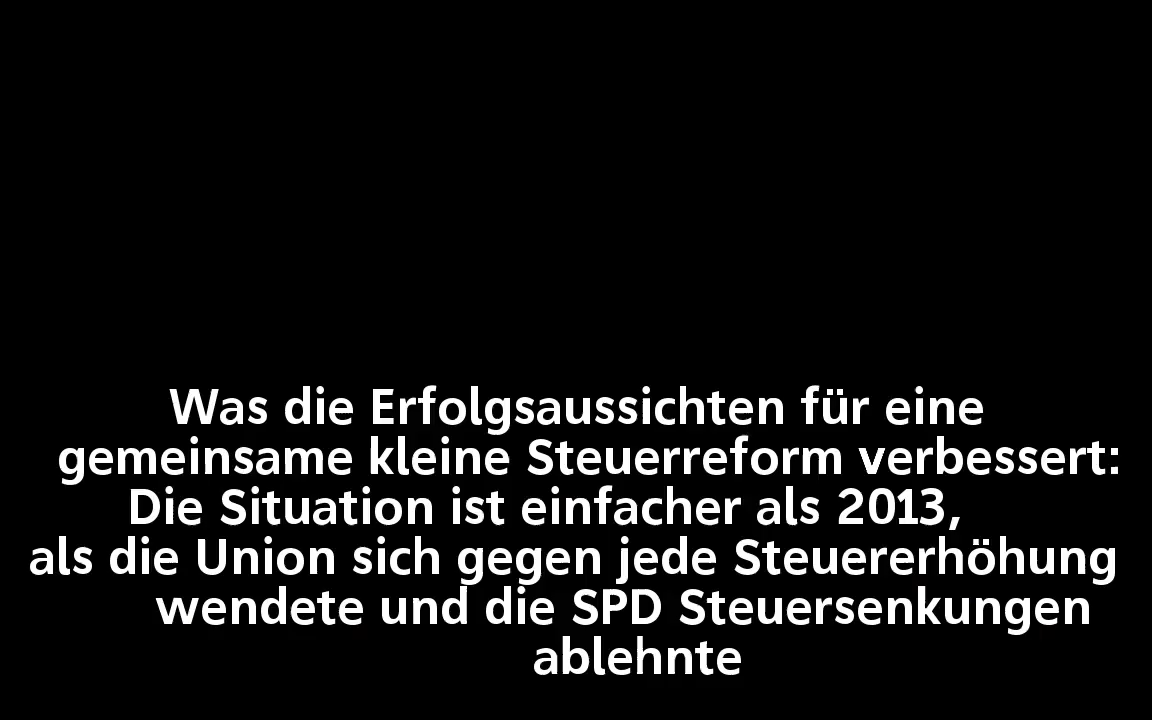 Was die Erfolgsaussichten für eine
gemeinsame kleine Steuerreform verbessert:
Die Situation ist einfacher als 2013,
als die Union sich gegen jede Steuererhöhung
wendete und die SPD Steuersenkungen
ablehnte